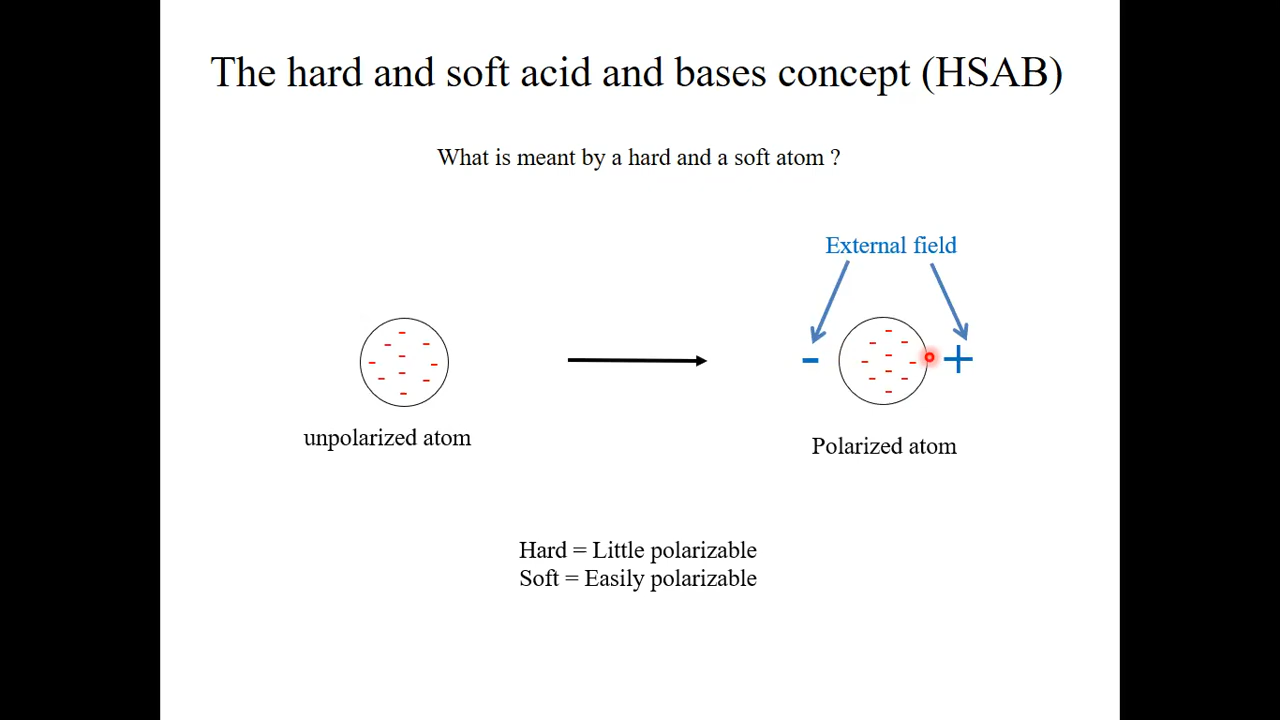 The hard and soft acid and bases concept (HSAB)
What is meant by a hard and a soft atom ?
External field
- +
unpolarized atom
Polarized atom
Hard = Little polarizable
Soft = Easily polarizable